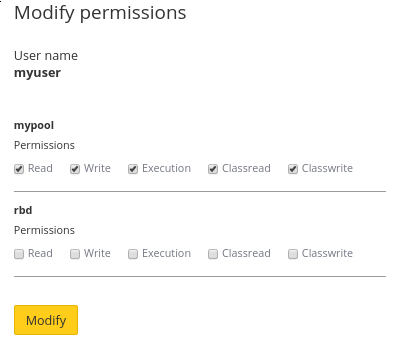 Modify permissions
User name
myuser
mypool
Permissions
Read Write Execution Classread Classwrite
rbd
Permissions
Read Write Execution Classread Classwrite
Modify